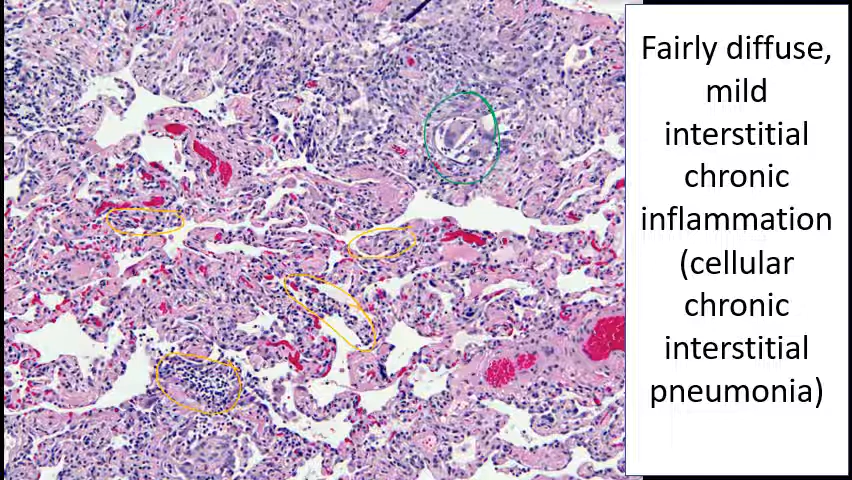 Fairly diffuse,
mild
interstitial
chronic
inflammation
(cellular
chronic
interstitial
pneumonia)